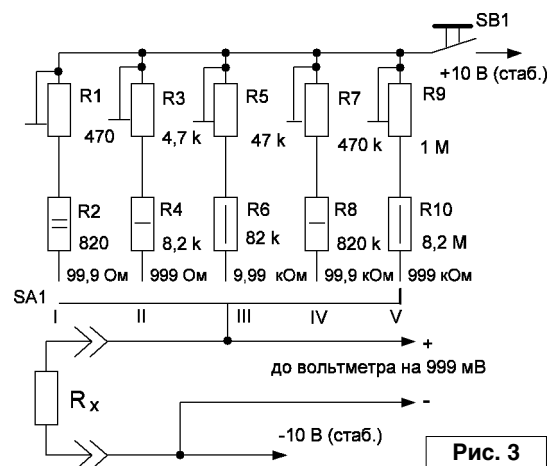 SB1
+10 В (стаб.)
R1 R3 R5 R7 R9
470 4,7 k 47 k 470 k 1 M
R2 R4 R6 R8 R10
820 8,2 k 82 k 820 k 8,2 M
99,9 Ом 999 Ом 9,99 кОм 99,9 кОм 999 кОм
SA1
I II III IV V
+
до вольтметра на 999 мВ
Rx
-
-10 В (стаб.)
Рис. 3